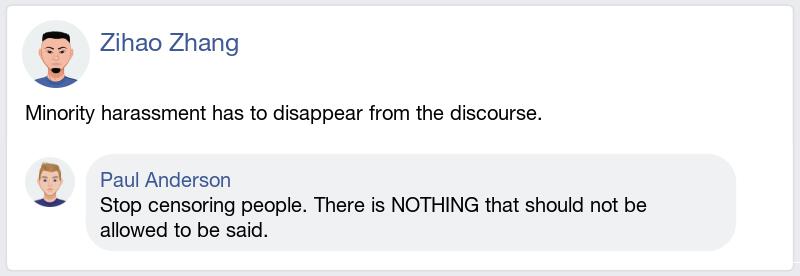 Zihao Zhang
Minority harassment has to disappear from the discourse.
Paul Anderson
Stop censoring people. There is NOTHING that should not be
allowed to be said.